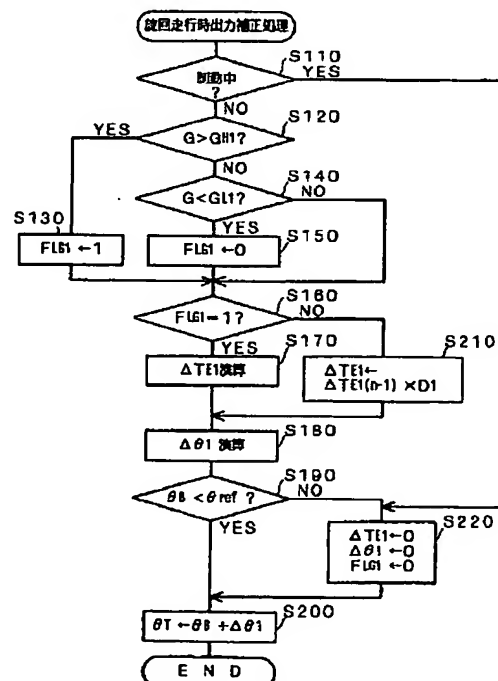 旋回走行時出力補正処理
S110
制動中
?
YES
NO
S120
YES
G>GH1?
NO
S140
G<GL1?
NO
S130
YES
S150
FLG1←1
FLG1←0
S160
FLG1=1?
NO
YES
S170
S210
ΔTE1演算
ΔTE1←
ΔTE1(n-1)×D1
S180
Δθ1演算
S190
θB<θref?
NO
YES
S220
ΔTE1←0
Δθ1←0
FLG1←0
S200
θT←θB+Δθ1
END